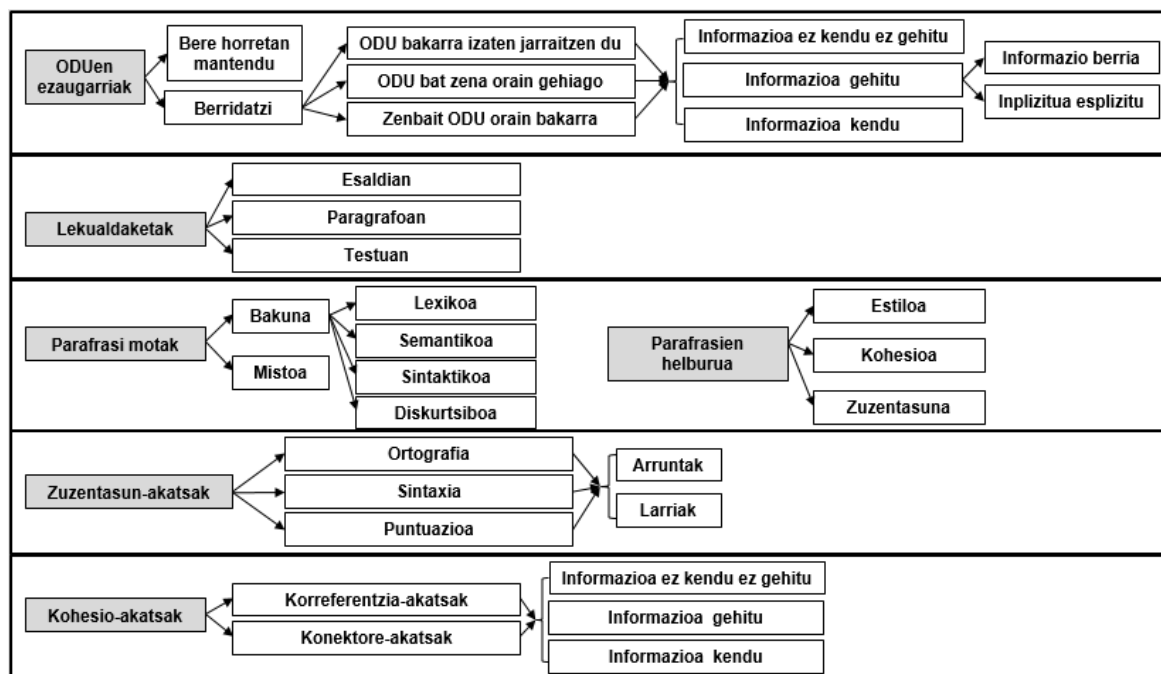 ODUen
ezaugarriak
Bere horretan
mantendu
Berridatzi
ODU bakarra izaten jarraitzen du
ODU bat zena orain gehiago
Zenbait ODU orain bakarra
Informazioa ez kendu ez gehitu
Informazioa gehitu
Informazioa kendu
Informazio berria
Inplizitua esplizitu
Lekualdaketak
Esaldian
Paragrafoan
Testuan
Parafrasi motak
Bakuna
Mistoa
Lexikoa
Semantikoa
Sintaktikoa
Diskurtsiboa
Parafrasien
helburua
Estiloa
Kohesioa
Zuzentasuna
Zuzentasun-akatsak
Ortografia
Sintaxia
Puntuazioa
Arruntak
Larriak
Kohesio-akatsak
Korreferentzia-akatsak
Konektore-akatsak
Informazioa ez kendu ez gehitu
Informazioa gehitu
Informazioa kendu